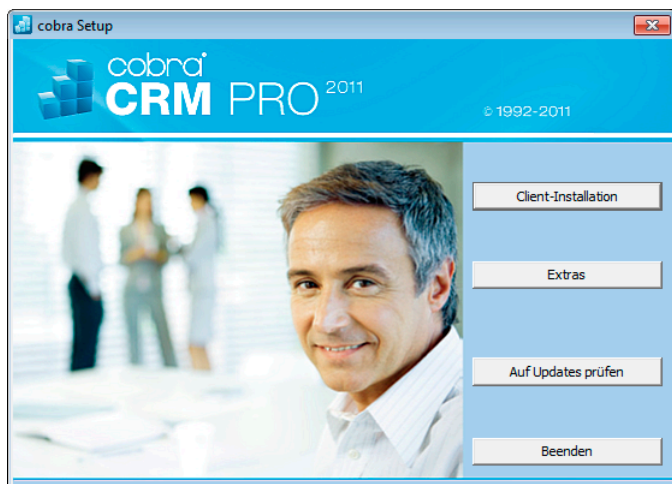 cobra Setup
cobra
CRM PRO 2011
© 1992-2011
Client-Installation
Extras
Auf Updates prüfen
Beenden